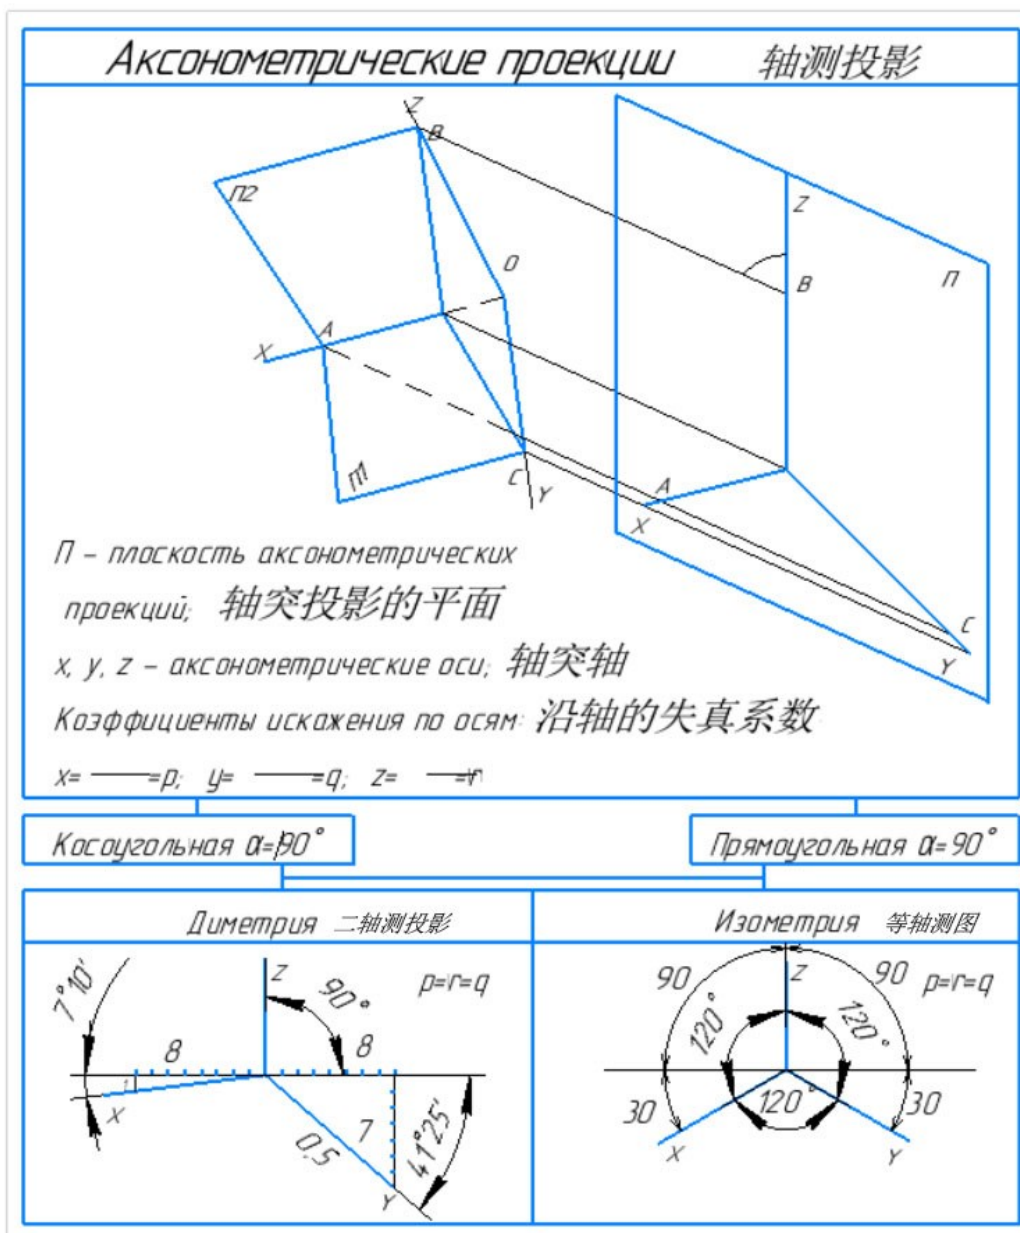 Аксонометрические проекции 轴测投影
Z
B
П2
O
Z
B
П
A
X
П1
C
Y
A
X
C
Y
П – плоскость аксонометрических
проекций; 轴突投影的平面
x, y, z – аксонометрические оси; 轴突轴
Коэффициенты искажения по осям: 沿轴的失真系数
x= —=p; y= —=q; z= —=r
Косоугольная α=90°
Прямоугольная α=90°
Диметрия 二轴测投影
7°10'
Z
90°
p=r=q
8
8
1
X
0,5
7
41°25'
Y
Изометрия 等轴测图
90
Z
90
p=r=q
120°
120°
30
120°
30
X
Y